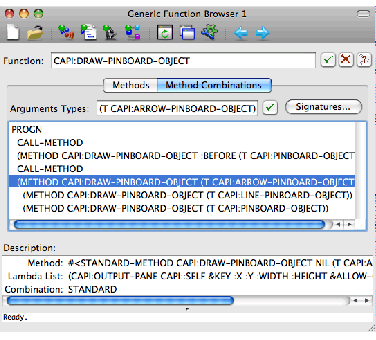 Generic Function Browser 1
Function: CAPI:DRAW-PINBOARD-OBJECT
Methods Method Combinations
Arguments Types: (T CAPI:ARROW-PINBOARD-OBJECT) Signatures...
PROGN
CALL-METHOD
(METHOD CAPI:DRAW-PINBOARD-OBJECT :BEFORE (T CAPI:PINBOARD-OBJECT
CALL-METHOD
(METHOD CAPI:DRAW-PINBOARD-OBJECT (T CAPI:ARROW-PINBOARD-OBJECT
(METHOD CAPI:DRAW-PINBOARD-OBJECT (T CAPI:LINE-PINBOARD-OBJECT))
(METHOD CAPI:DRAW-PINBOARD-OBJECT (T CAPI:PINBOARD-OBJECT))
Description:
Method: #<STANDARD-METHOD CAPI:DRAW-PINBOARD-OBJECT NIL (T CAPI:A
Lambda List: (CAPI:OUTPUT-PANE CAPI:SELF &KEY :X :Y :WIDTH :HEIGHT &ALLOW-
Combination: STANDARD
Ready.